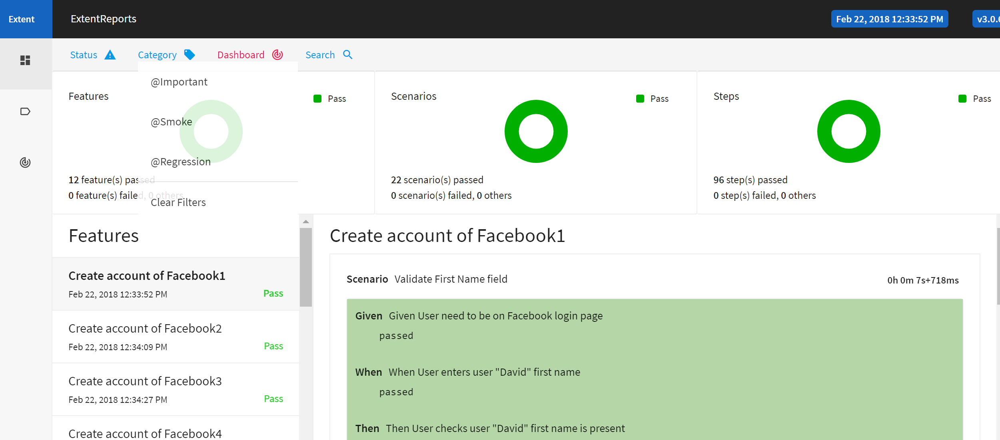 Extent
ExtentReports
Feb 22, 2018 12:33:52 PM
v3.0.6
Status
Category
Dashboard
Search
@Important
@Smoke
@Regression
Clear Filters
Features
Pass
12 feature(s) passed
0 feature(s) failed, 0 others
Scenarios
Pass
22 scenario(s) passed
0 scenario(s) failed, 0 others
Steps
Pass
96 step(s) passed
0 step(s) failed, 0 others
Features
Create account of Facebook1
Feb 22, 2018 12:33:52 PM
Pass
Create account of Facebook2
Feb 22, 2018 12:34:09 PM
Pass
Create account of Facebook3
Feb 22, 2018 12:34:27 PM
Pass
Create account of Facebook4
Create account of Facebook1
Scenario Validate First Name field
0h 0m 7s+718ms
Given Given User need to be on Facebook login page
passed
When When User enters user "David" first name
passed
Then Then User checks user "David" first name is present